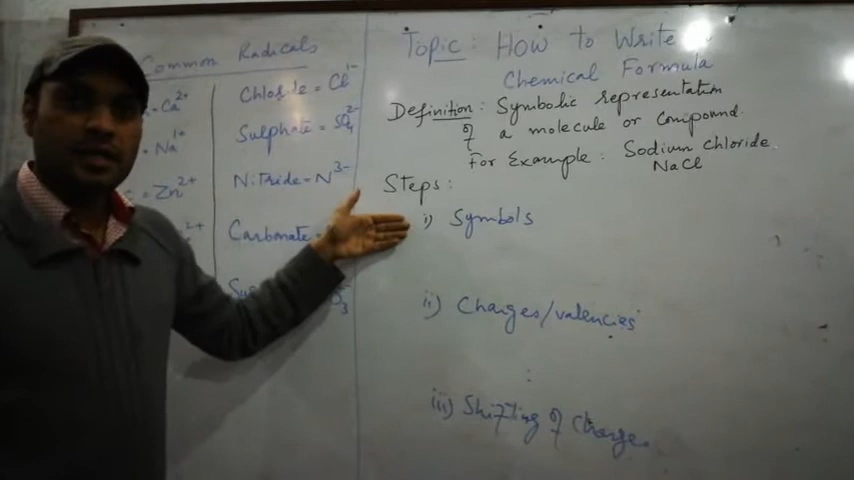 Common Radicals
= Ca2+
= Na1+
= Zn2+
2+
Chloride = Cl1-
Sulphate = SO42-
Nitride = N3-
Carbonate =
3
Topic: How to Write
Chemical Formula
Definition: Symbolic representation
of a molecule or Compound.
For Example: Sodium Chloride
NaCl
Steps:
i) Symbols
ii) Charges/valencies
iii) Shifting of Charge.